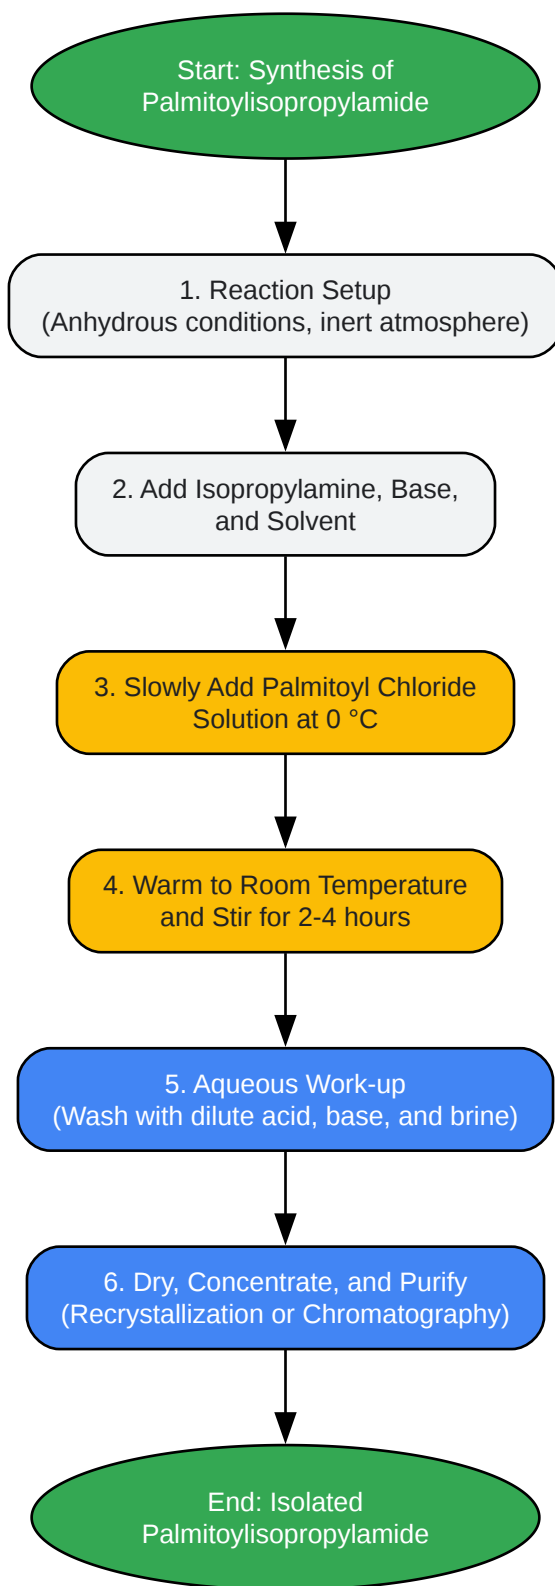 Start: Synthesis of
Palmitoylisopropylamide
1. Reaction Setup
(Anhydrous conditions, inert atmosphere)
2. Add Isopropylamine, Base,
and Solvent
3. Slowly Add Palmitoyl Chloride
Solution at 0 °C
4. Warm to Room Temperature
and Stir for 2-4 hours
5. Aqueous Work-up
(Wash with dilute acid, base, and brine)
6. Dry, Concentrate, and Purify
(Recrystallization or Chromatography)
End: Isolated
Palmitoylisopropylamide